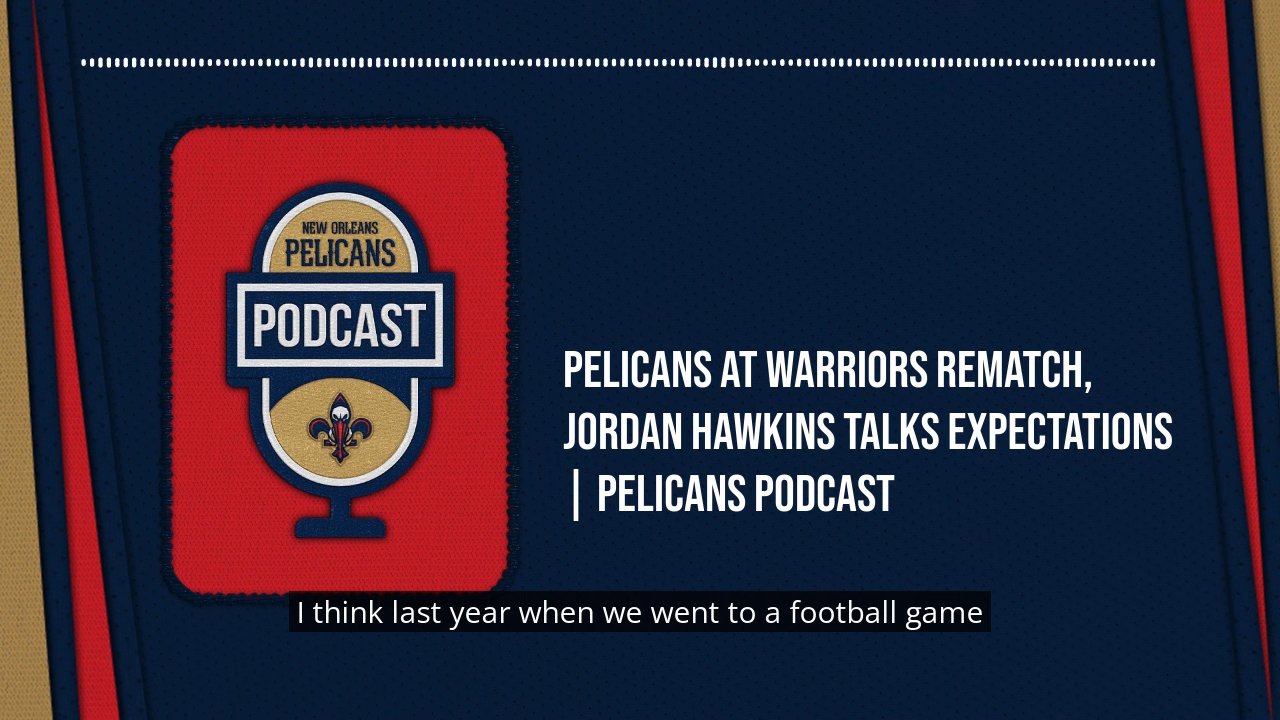 NEW ORLEANS
PELICANS
PODCAST
PELICANS AT WARRIORS REMATCH,
JORDAN HAWKINS TALKS EXPECTATIONS
| PELICANS PODCAST
I think last year when we went to a football game